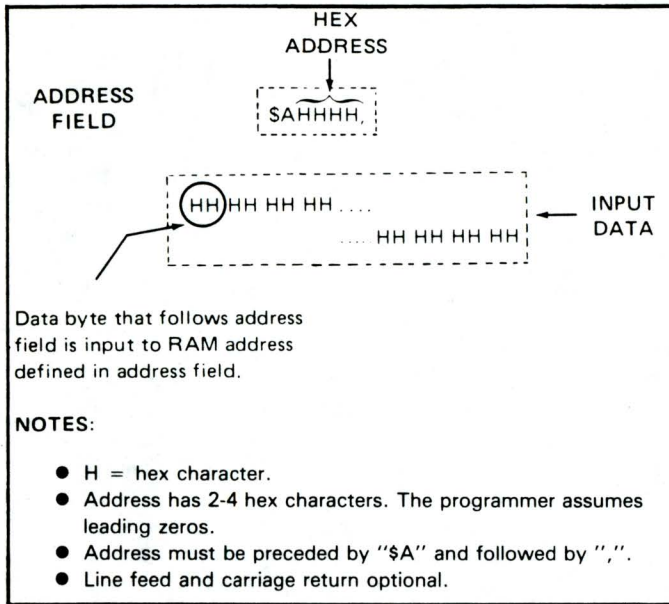 HEX
ADDRESS
ADDRESS
FIELD
$AHHHH,
HH HH HH HH ....
..... HH HH HH HH
INPUT
DATA
Data byte that follows address
field is input to RAM address
defined in address field.
NOTES:
● H = hex character.
● Address has 2-4 hex characters. The programmer assumes
leading zeros.
● Address must be preceded by "$A" and followed by ",".
● Line feed and carriage return optional.